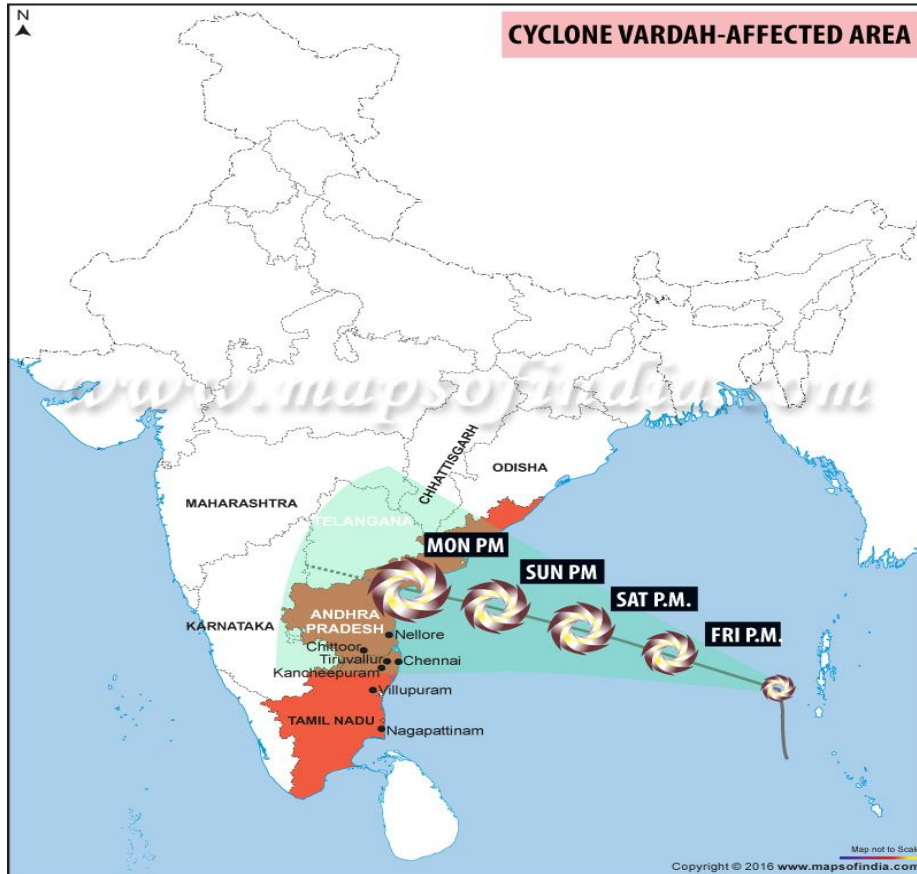 N
CYCLONE VARDAH-AFFECTED AREA
www.mapsofindia.com
CHHATTISGARH
ODISHA
MAHARASHTRA
TELANGANA
MON PM
SUN PM
SAT P.M.
FRI P.M.
ANDHRA
PRADESH
KARNATAKA
Nellore
Chittoor
Tiruvallur
Chennai
Kancheepuram
Villupuram
TAMIL NADU
Nagapattinam
Map not to Scale
Copyright © 2016 www.mapsofindia.com